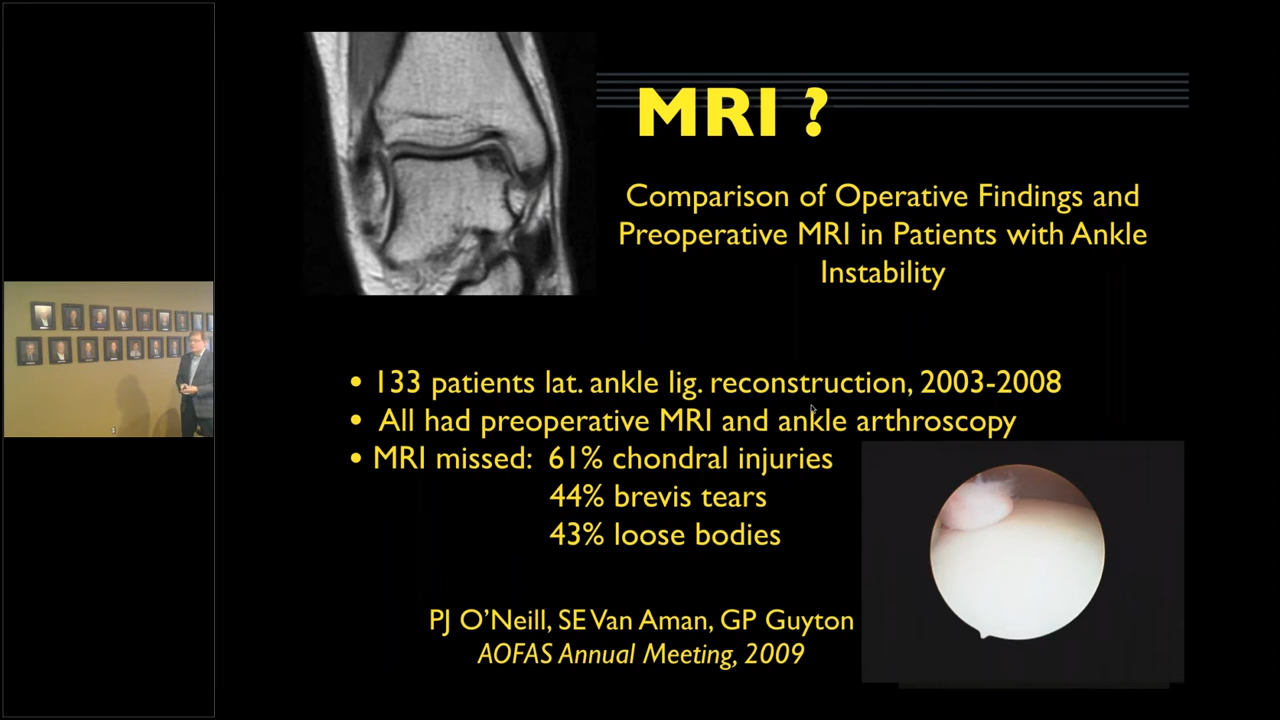 MRI ?
Comparison of Operative Findings and
Preoperative MRI in Patients with Ankle
Instability
• 133 patients lat. ankle lig. reconstruction, 2003-2008
• All had preoperative MRI and ankle arthroscopy
• MRI missed: 61% chondral injuries
44% brevis tears
43% loose bodies
PJ O'Neill, SE Van Aman, GP Guyton
AOFAS Annual Meeting, 2009